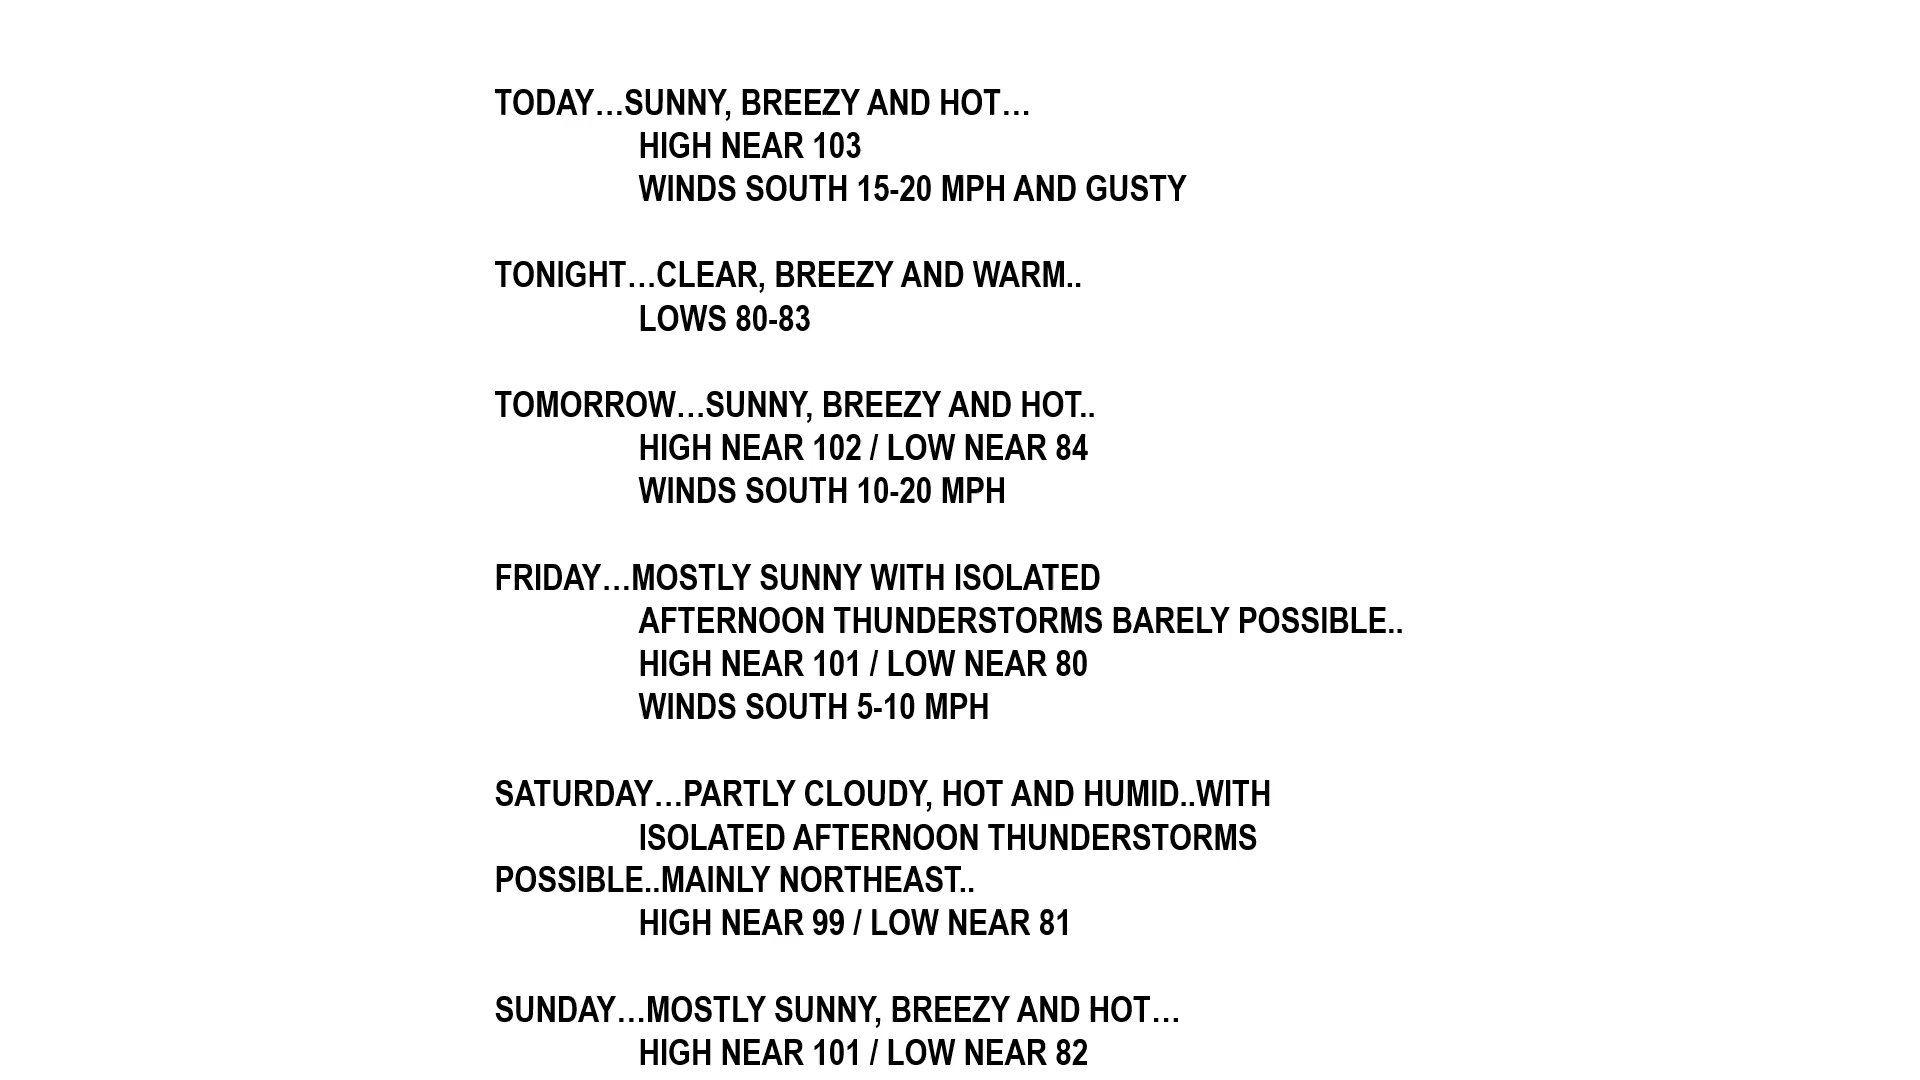 TODAY…SUNNY, BREEZY AND HOT…
HIGH NEAR 103
WINDS SOUTH 15-20 MPH AND GUSTY
TONIGHT…CLEAR, BREEZY AND WARM..
LOWS 80-83
TOMORROW…SUNNY, BREEZY AND HOT..
HIGH NEAR 102 / LOW NEAR 84
WINDS SOUTH 10-20 MPH
FRIDAY…MOSTLY SUNNY WITH ISOLATED
AFTERNOON THUNDERSTORMS BARELY POSSIBLE..
HIGH NEAR 101 / LOW NEAR 80
WINDS SOUTH 5-10 MPH
SATURDAY…PARTLY CLOUDY, HOT AND HUMID..WITH
ISOLATED AFTERNOON THUNDERSTORMS
POSSIBLE..MAINLY NORTHEAST..
HIGH NEAR 99 / LOW NEAR 81
SUNDAY…MOSTLY SUNNY, BREEZY AND HOT…
HIGH NEAR 101 / LOW NEAR 82